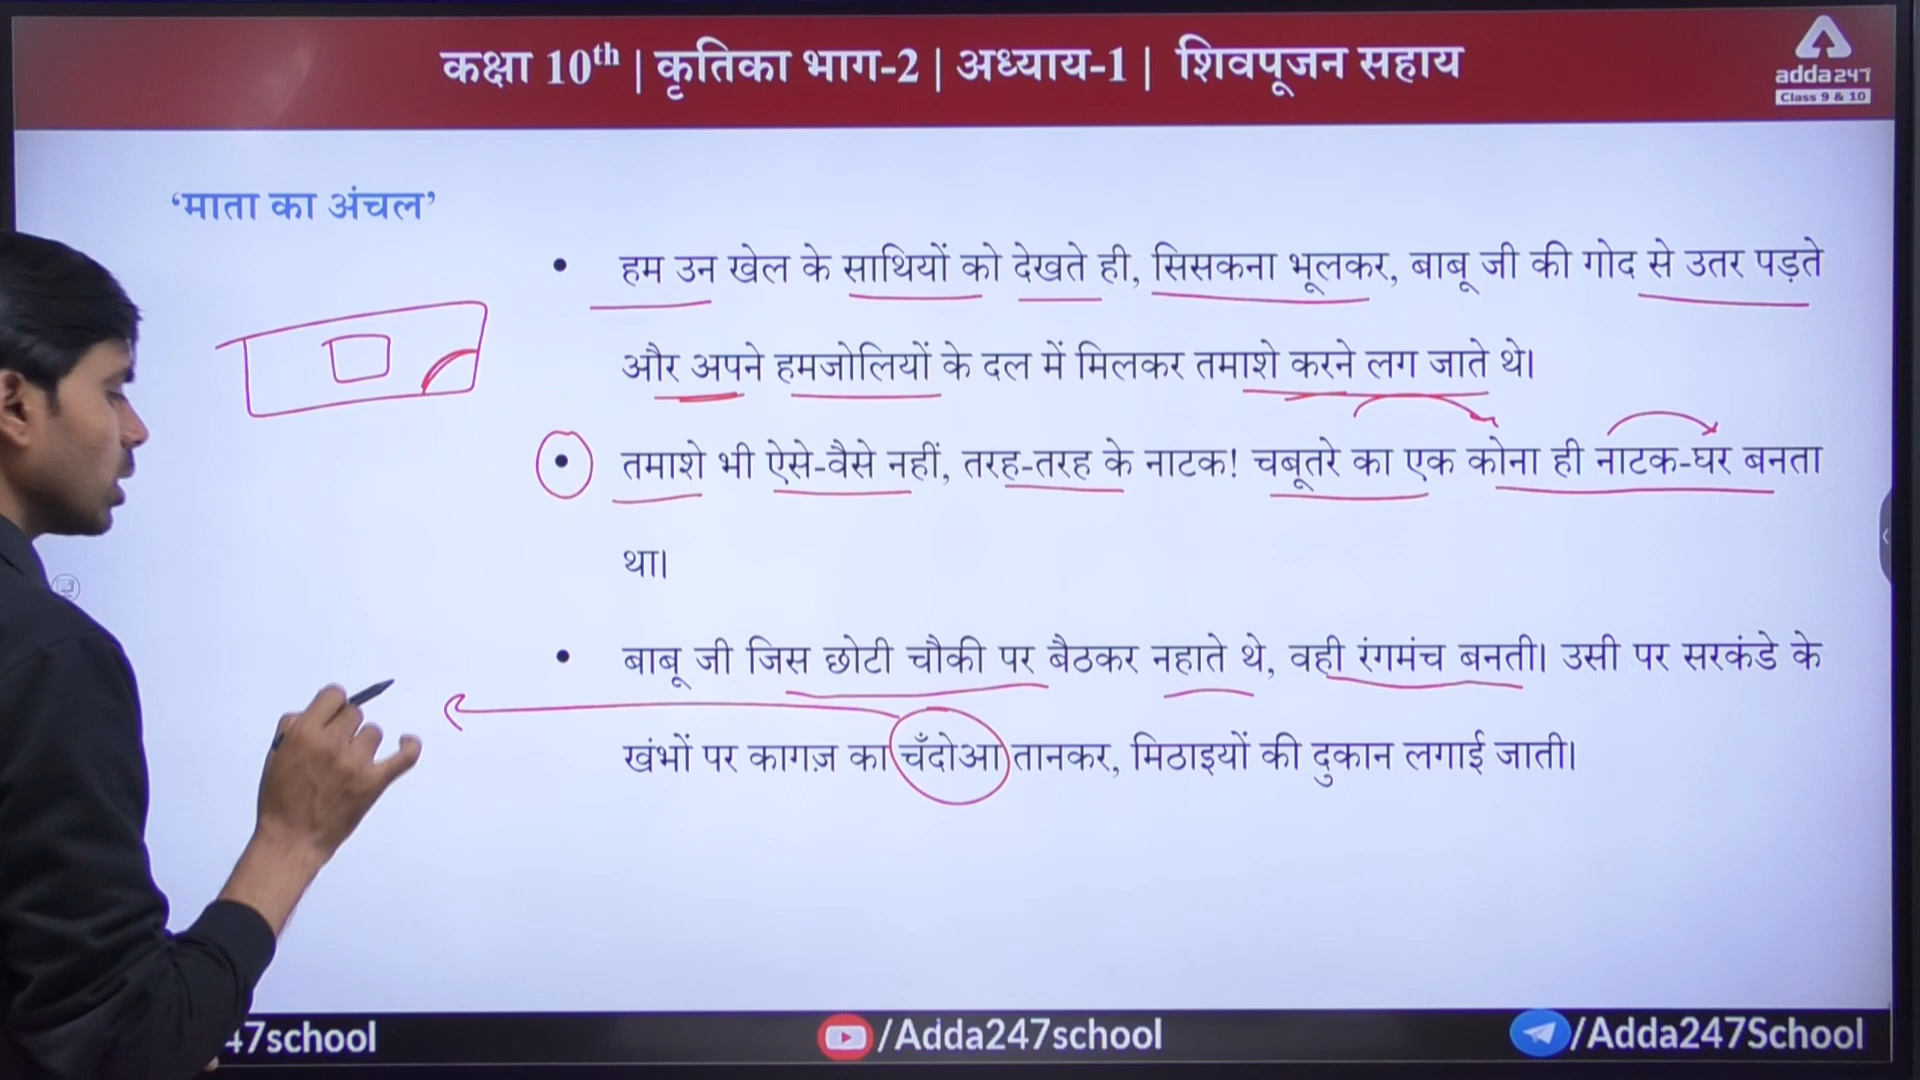 कक्षा 10th | कृतिका भाग-2 | अध्याय-1 | शिवपूजन सहाय
adda247
Class 9 & 10
‘माता का अंचल’
• हम उन खेल के साथियों को देखते ही, सिसकना भूलकर, बाबू जी की गोद से उतर पड़ते
और अपने हमजोलियों के दल में मिलकर तमाशे करने लग जाते थे।
• तमाशे भी ऐसे-वैसे नहीं, तरह-तरह के नाटक! चबूतरे का एक कोना ही नाटक-घर बनता
था।
• बाबू जी जिस छोटी चौकी पर बैठकर नहाते थे, वही रंगमंच बनती। उसी पर सरकंडे के
खंभों पर कागज़ का चँदोआ तानकर, मिठाइयों की दुकान लगाई जाती।
47school
/Adda247school
/Adda247School